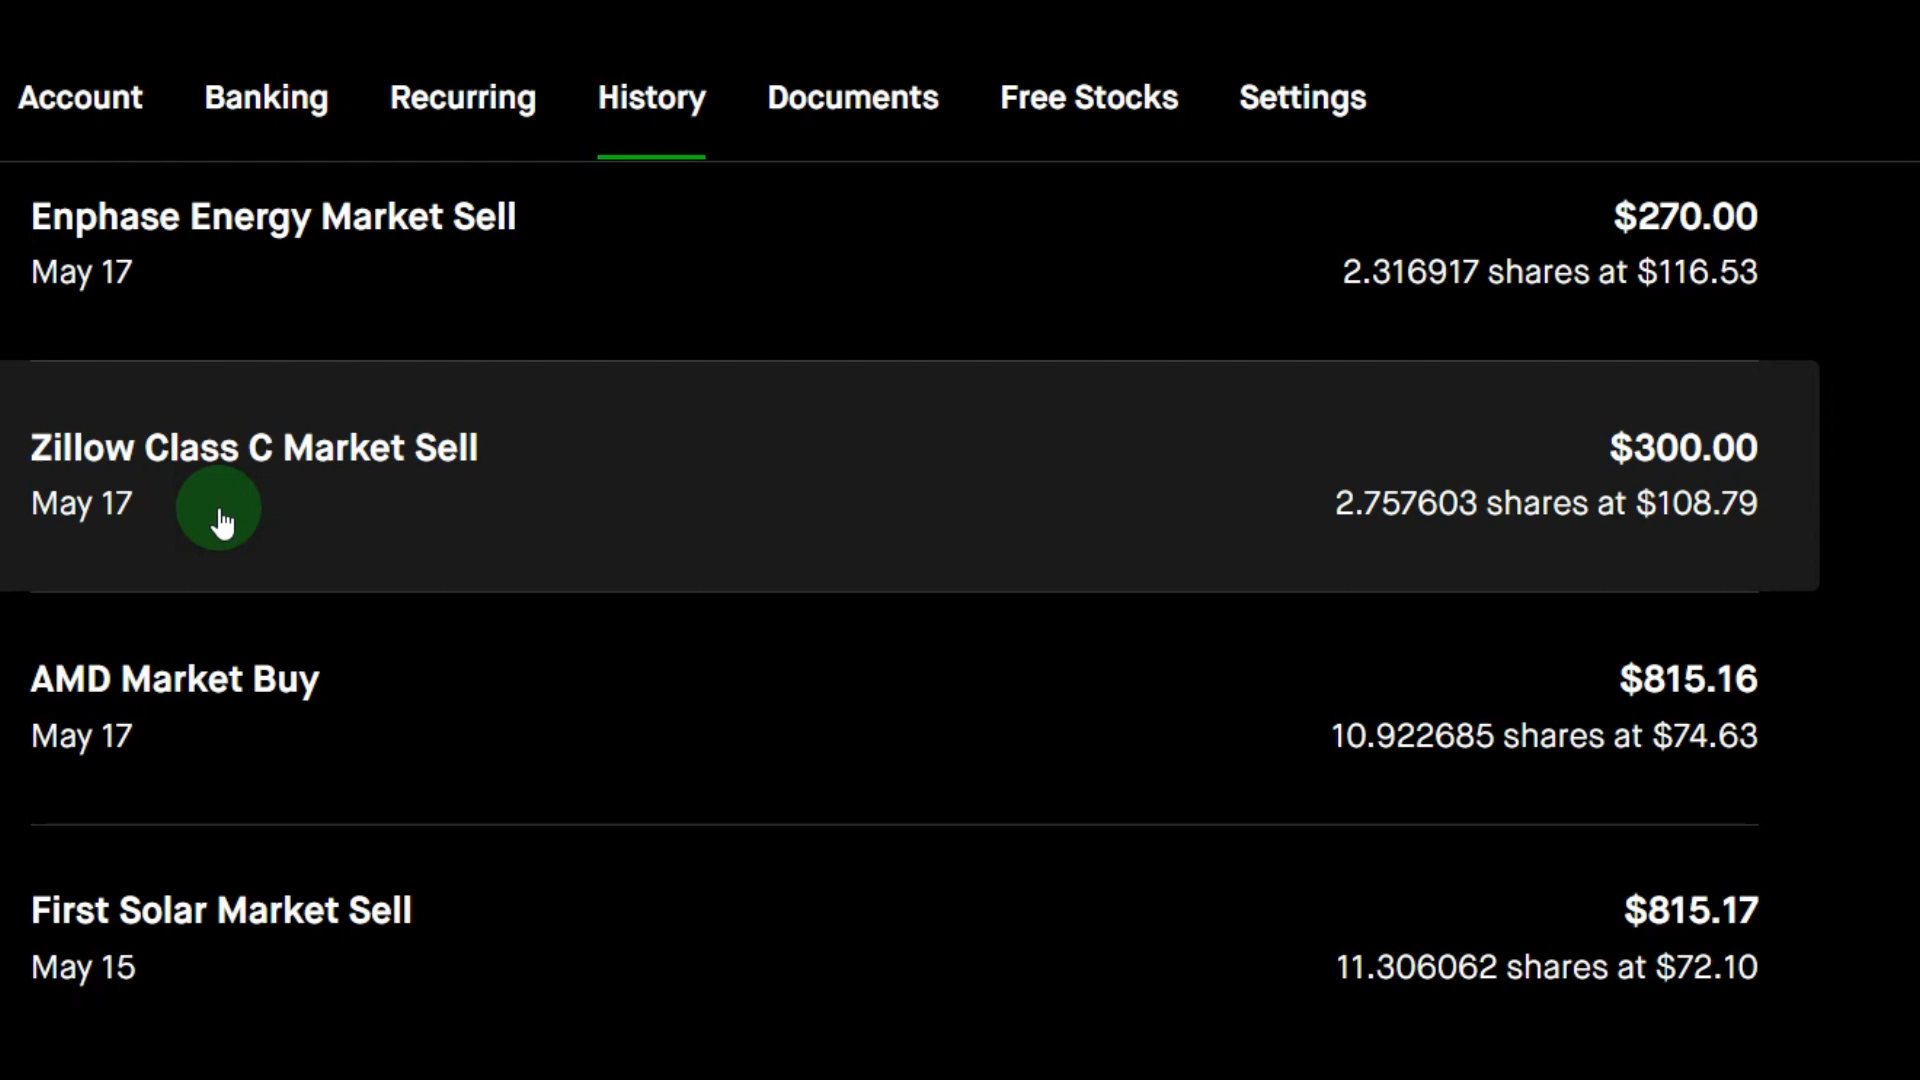 Account Banking Recurring History Documents Free Stocks Settings
Enphase Energy Market Sell $270.00
May 17 2.316917 shares at $116.53
Zillow Class C Market Sell $300.00
May 17 2.757603 shares at $108.79
AMD Market Buy $815.16
May 17 10.922685 shares at $74.63
First Solar Market Sell $815.17
May 15 11.306062 shares at $72.10